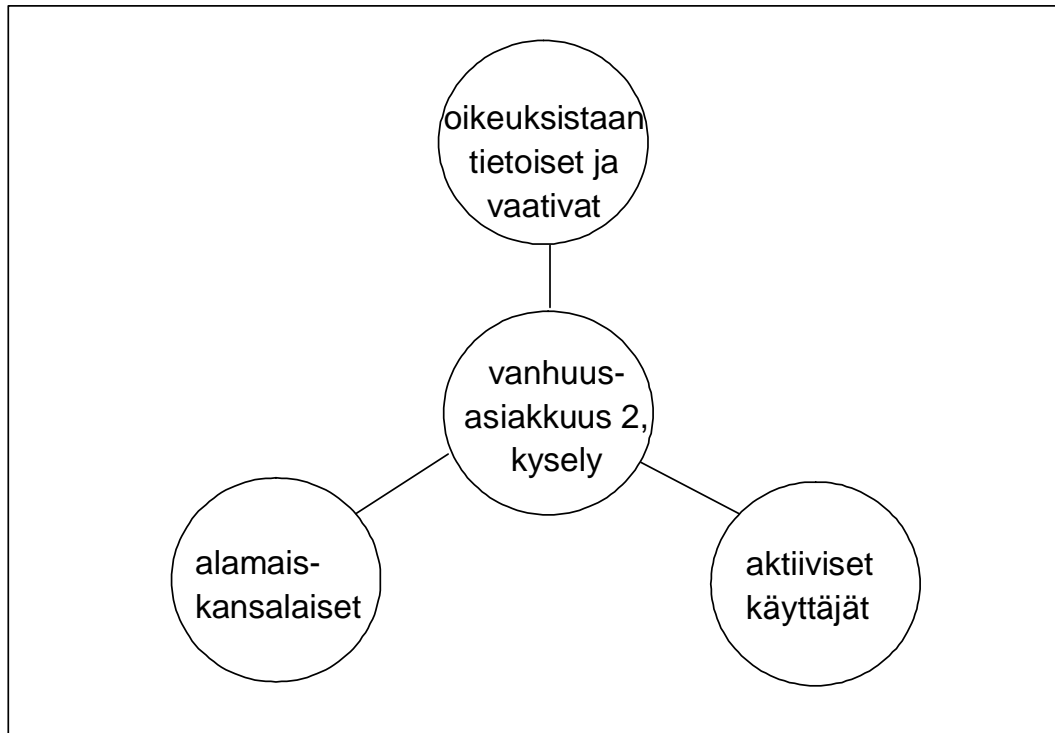 oikeuksistaan
tietoiset ja
vaativat
vanhuus-
asiakkuus 2,
kysely
alamais-
kansalaiset
aktiiviset
käyttäjät